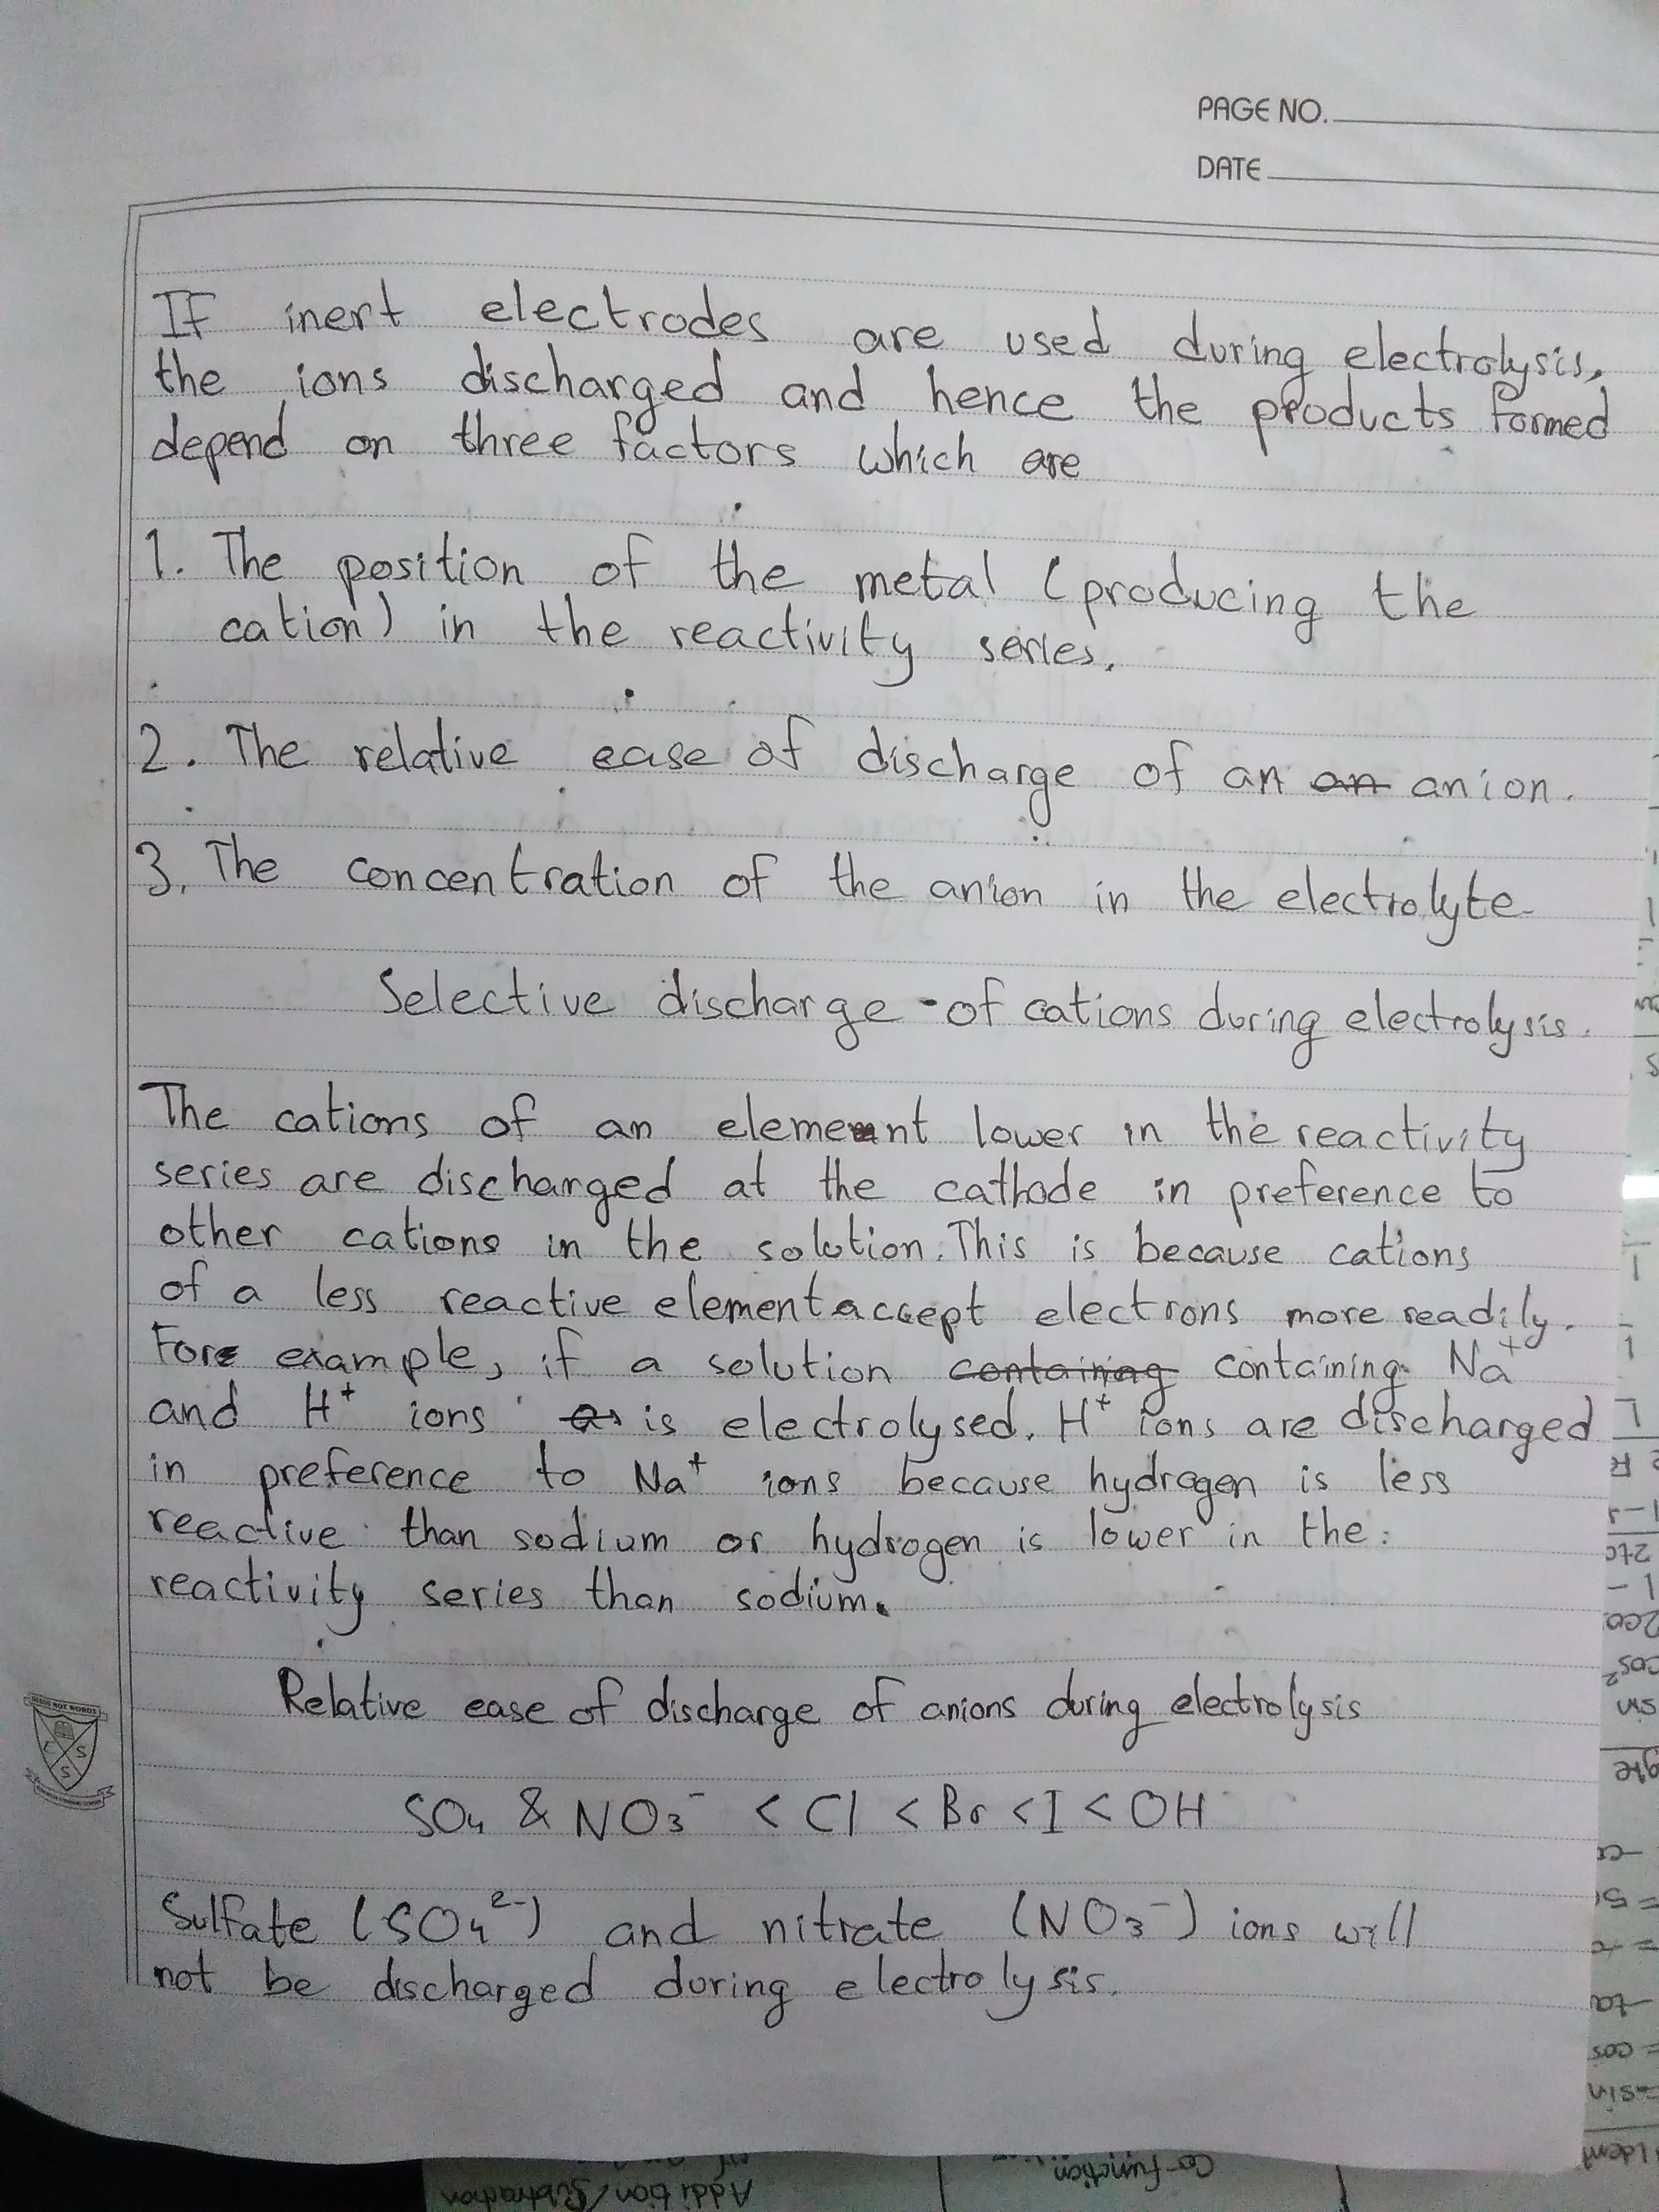 PAGE NO.
DATE
IF inert electrodes are used during electrolysis,
the ions discharged and hence the products formed
depend on three factors which are
1. The position of the metal (producing the
cation) in the reactivity series.
2. The relative ease of discharge of an an anion.
3. The concentration of the anion in the electrolyte
Selective discharge of cations during electrolysis.
The cations of an element lower in the reactivity
series are discharged at the cathode in preference to
other cations in the solution. This is because cations
of a less reactive element accept electrons more readily.
For example, if a solution containing containing Na⁺
and H⁺ ions is electrolysed, H⁺ ions are discharged
in preference to Na⁺ ions because hydrogen is less
reactive than sodium or hydrogen is lower in the
reactivity series than sodium.
Relative ease of discharge of anions during electrolysis
SO₄ & NO₃⁻ < Cl < Br < I < OH
Sulfate (SO₄²⁻) and nitrate (NO₃⁻) ions will
not be discharged during electrolysis.
Co-function
Addition/Subtraction